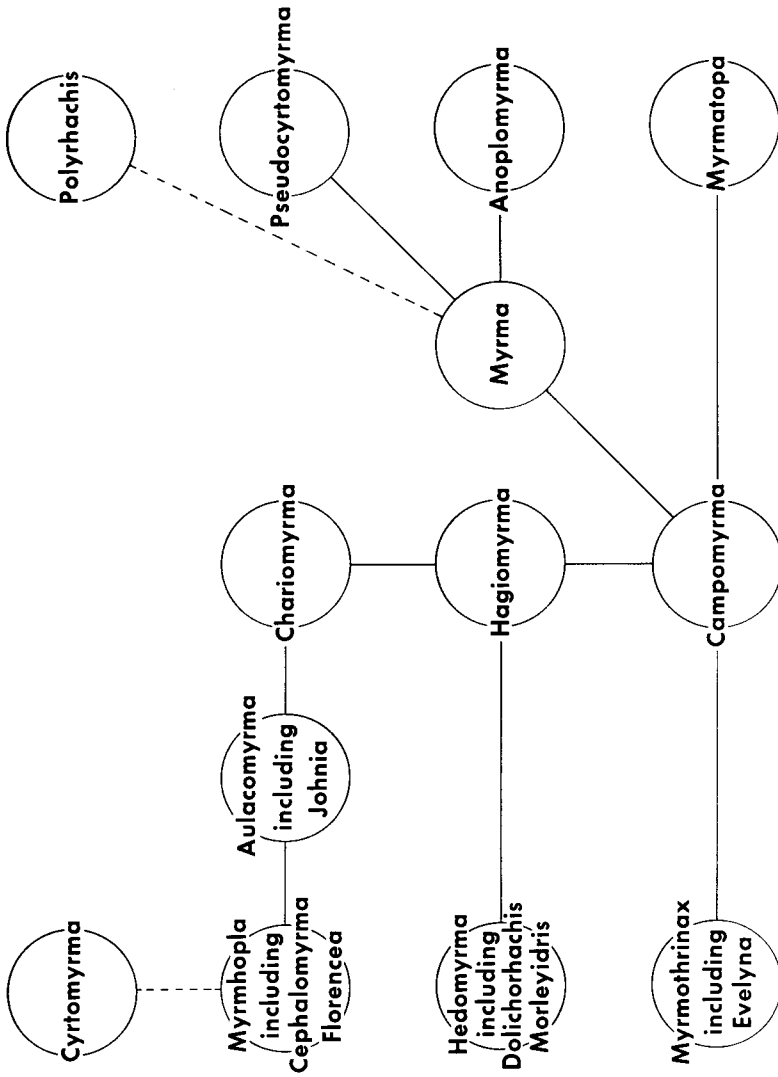 Cyrtomyrma
Myrmhopla
including
Cephalomyrma
Florencea
Hedomyrma
including
Dolichorhachis
Morleyidris
Myrmothrinax
including
Evelyna
Aulacomyrma
including
Johnia
Chariomyrma
Hagiomyrma
Campomyrma
Myrma
Polyrhachis
Pseudocyrtomyrma
Anoplomyrma
Myrmatopa